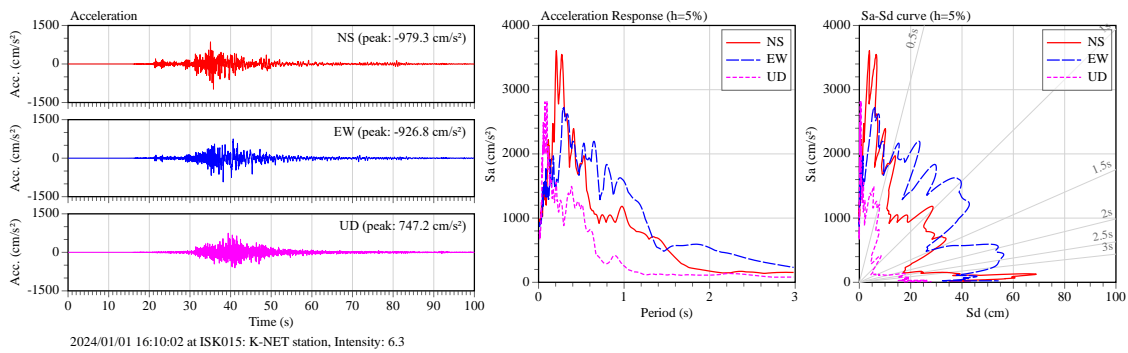 Acceleration
Acc. (cm/s²)
1500
0
-1500
NS (peak: -979.3 cm/s²)
Acc. (cm/s²)
1500
0
-1500
EW (peak: -926.8 cm/s²)
Acc. (cm/s²)
1500
0
-1500
UD (peak: 747.2 cm/s²)
0 10 20 30 40 50 60 70 80 90 100
Time (s)
2024/01/01 16:10:02 at ISK015: K-NET station, Intensity: 6.3
Acceleration Response (h=5%)
Sa (cm/s²)
4000
3000
2000
1000
0
NS
EW
UD
0 1 2 3
Period (s)
Sa-Sd curve (h=5%)
Sa (cm/s²)
4000
3000
2000
1000
0
0.5s
1.5s
2s
2.5s
3s
NS
EW
UD
0 20 40 60 80 100
Sd (cm)